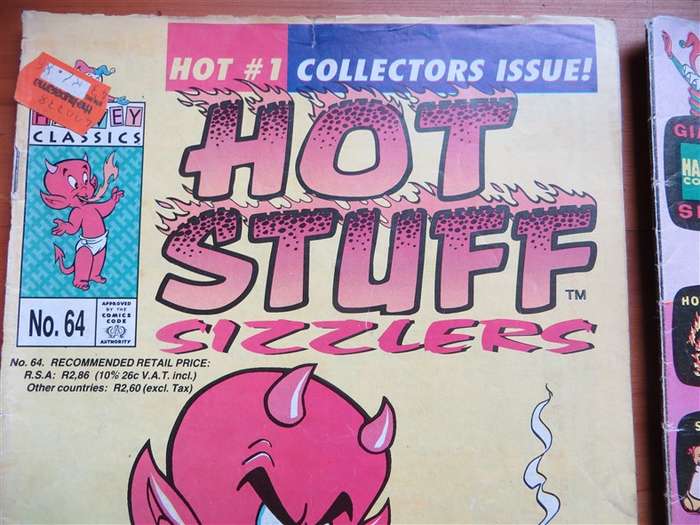 HOT #1 COLLECTORS ISSUE!
CLASSICS
HOT
STUFF
TM
SIZZLERS
No. 64
APPROVED
BY THE
COMICS
CODE
AUTHORITY
No. 64. RECOMMENDED RETAIL PRICE:
R.S.A: R2,86 (10% 26c V.A.T. incl.)
Other countries: R2,60 (excl. Tax)
HO